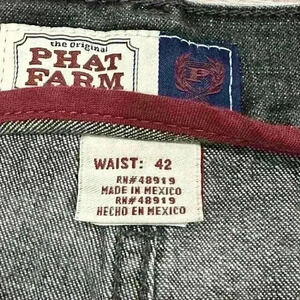 the Original
PHAT
FARM
P
WAIST: 42
RN#48919
MADE IN MEXICO
RN#48919
HECHO EN MEXICO